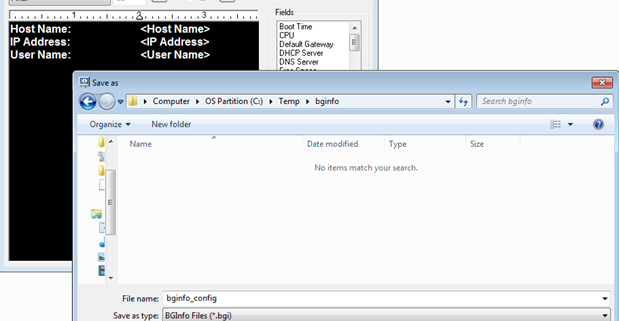 Fields
1 2 3
Host Name: <Host Name>
IP Address: <IP Address>
User Name: <User Name>
Boot Time
CPU
Default Gateway
DHCP Server
DNS Server
Save as
Computer OS Partition (C:) Temp bginfo
Search bginfo
Organize New folder
Name Date modified Type Size
No items match your search.
File name: bginfo_config
Save as type: BGInfo Files (*.bgi)